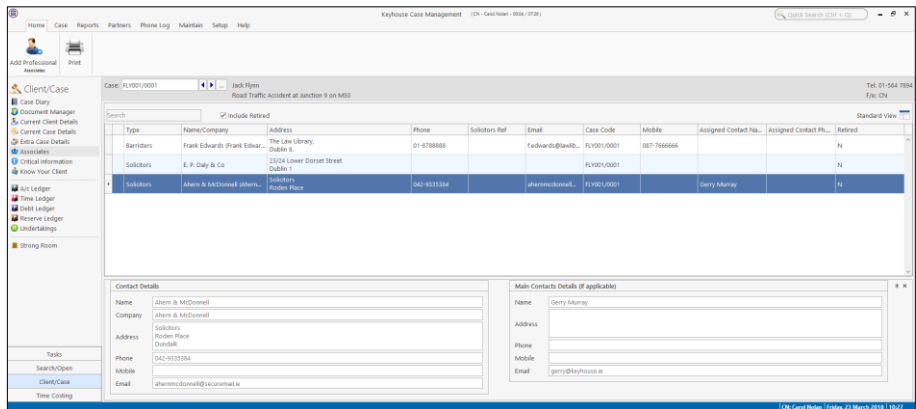 Keyhouse Case Management (CN - Carol Nolan - 0034 / 0728)
Quick Search (Ctrl + Q)
Home Case Reports Partners Phone Log Maintain Setup Help
Add Professional
Print
Associates
Client/Case
Case Diary
Document Manager
Current Client Details
Current Case Details
Extra Case Details
Associates
Critical Information
Know Your Client
A/c Ledger
Time Ledger
Debt Ledger
Reserve Ledger
Undertakings
Strong Room
Tasks
Search/Open
Client/Case
Time Costing
Case: FLY001/0001 ... Jack Flynn
Road Traffic Accident at Junction 9 on M50
Tel: 01-564 7894
F/e: CN
Search Include Retired Standard View
Type Name/Company Address Phone Solicitors Ref Email Case Code Mobile Assigned Contact Na... Assigned Contact Ph... Retired
Barristers Frank Edwards (Frank Edwar... The Law Library, Dublin 8. 01-8788888 f.edwards@lawlib... FLY001/0001 087-7666666 N
Solicitors E. P. Daly & Co 23/24 Lower Dorset Street Dublin 1 FLY001/0001 N
Solicitors Ahern & McDonnell (Ahern... Solicitors Roden Place 042-9335384 ahernmcdonnell... FLY001/0001 Gerry Murray N
Contact Details
Name Ahern & McDonnell
Company Ahern & McDonnell
Address
Solicitors
Roden Place
Dundalk
Phone 042-9335384
Mobile
Email ahernmcdonnell@securemail.ie
Main Contacts Details (If applicable)
Name Gerry Murray
Address
Phone
Mobile
Email gerry@keyhouse.ie
CN: Carol Nolan Friday, 23 March 2018 10:27